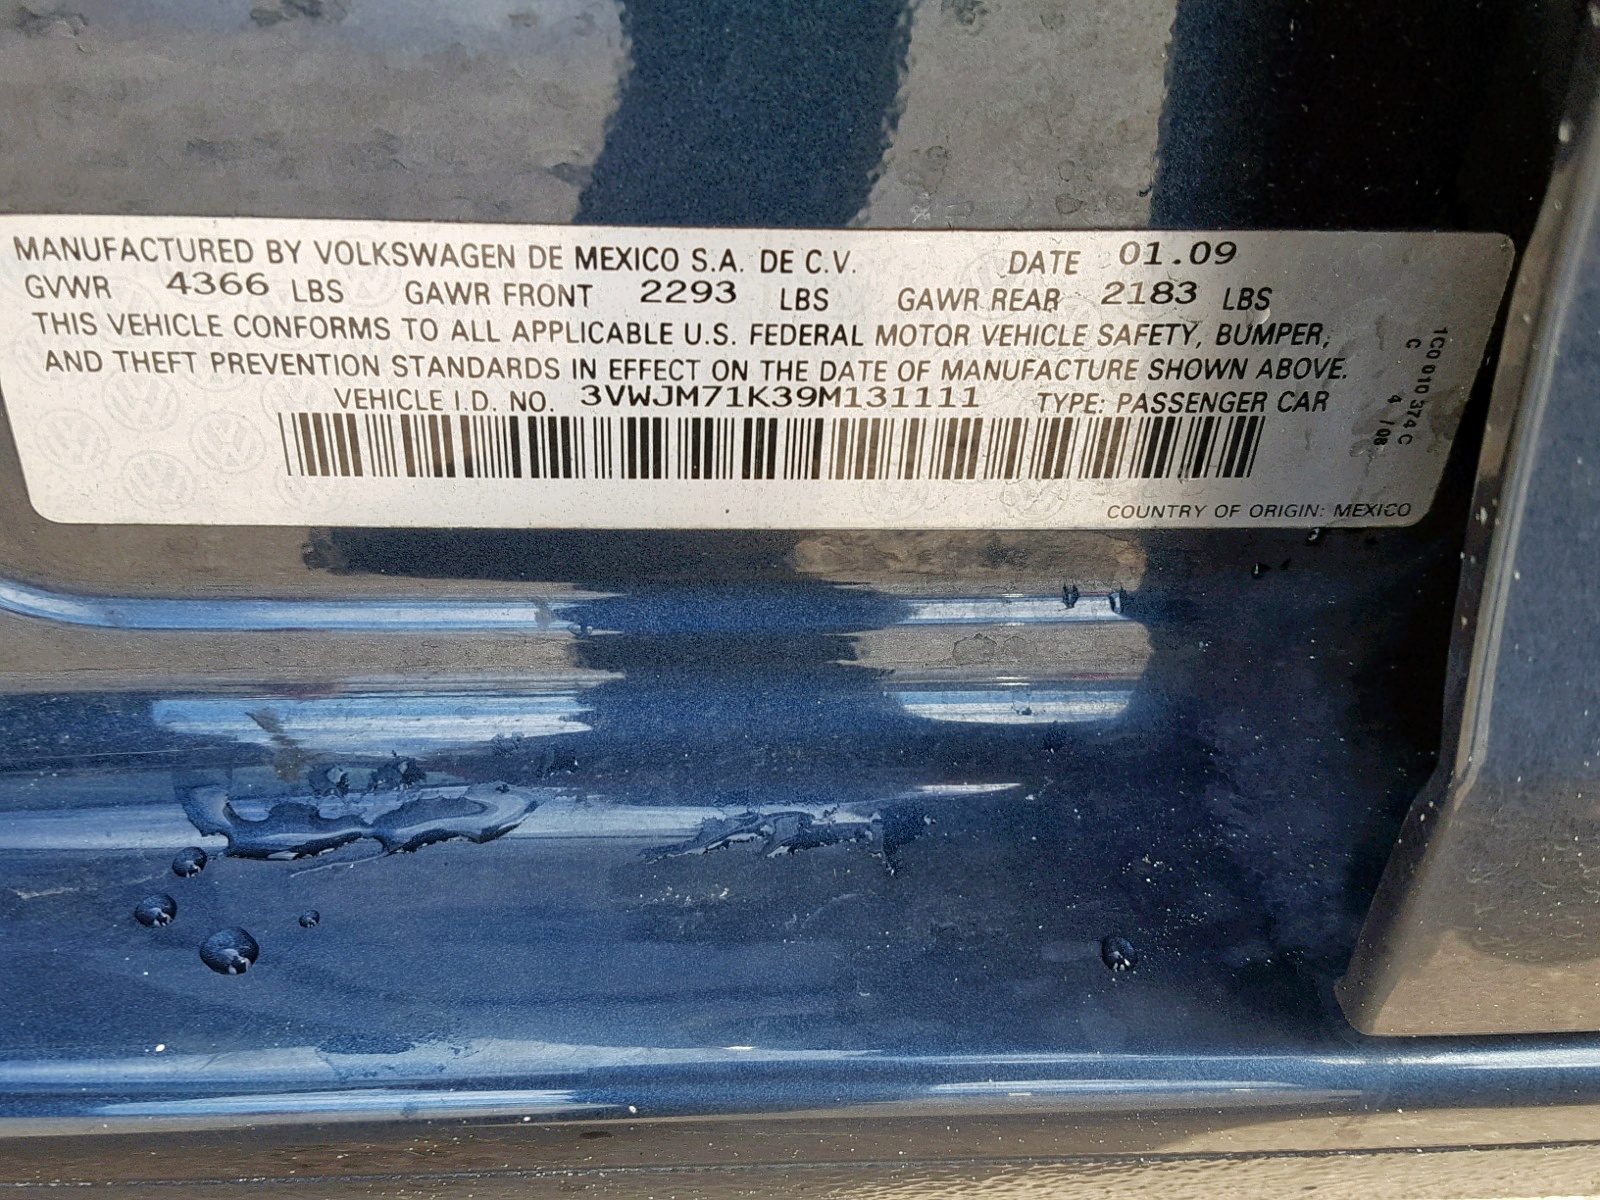 MANUFACTURED BY VOLKSWAGEN DE MEXICO S.A. DE C.V. DATE 01.09
GVWR 4366 LBS GAWR FRONT 2293 LBS GAWR REAR 2183 LBS
THIS VEHICLE CONFORMS TO ALL APPLICABLE U.S. FEDERAL MOTOR VEHICLE SAFETY, BUMPER,
AND THEFT PREVENTION STANDARDS IN EFFECT ON THE DATE OF MANUFACTURE SHOWN ABOVE.
VEHICLE I.D. NO. 3VWJM71K39M131111 TYPE: PASSENGER CAR
COUNTRY OF ORIGIN: MEXICO
1C0 010 374 C
C 4 /08